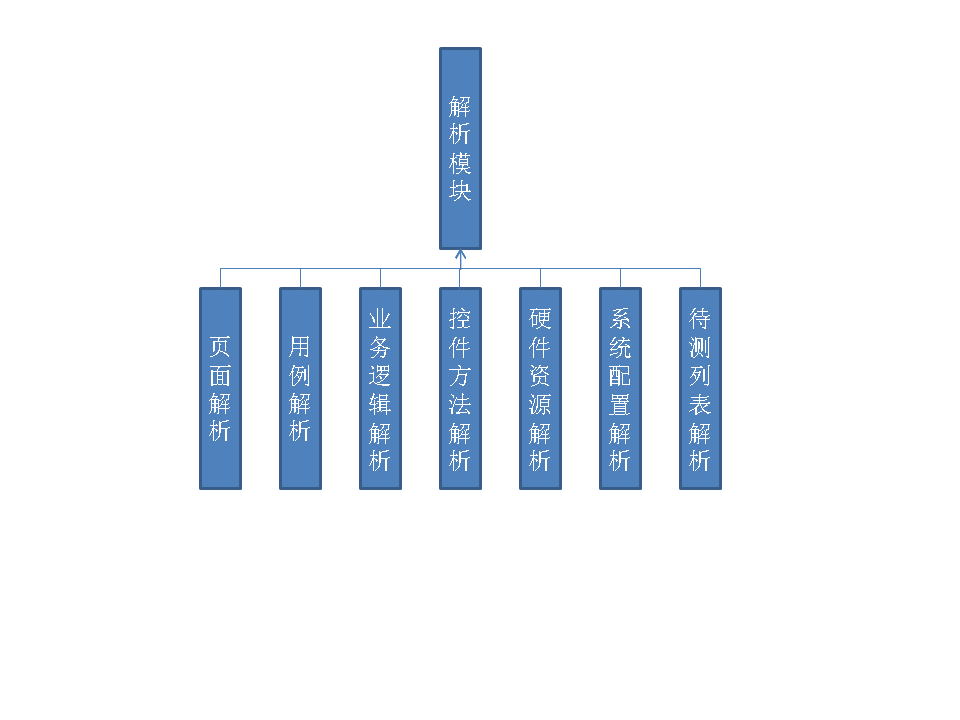 解析模块
页面解析
用例解析
业务逻辑解析
控件方法解析
硬件资源解析
系统配置解析
待测列表解析